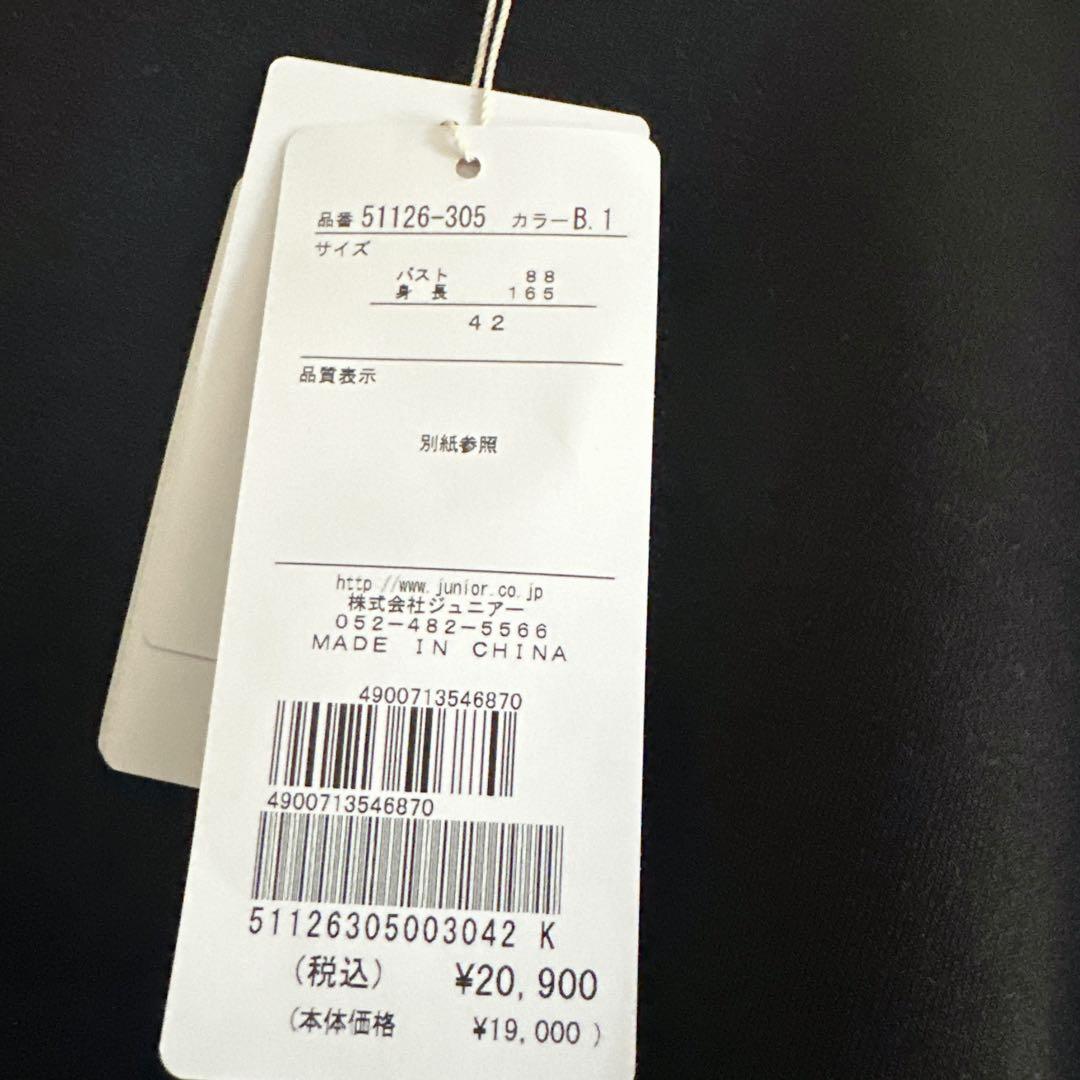 品番 51126-305 カラー B. 1
サイズ
バスト 88
身 長 165
42
品質表示
別紙参照
http //www.junior.co.jp
株式会社ジュニアー
052-482-5566
MADE IN CHINA
4900713546870
4900713546870
51126305003042 K
(税込) ¥20,900
(本体価格 ¥19,000 )